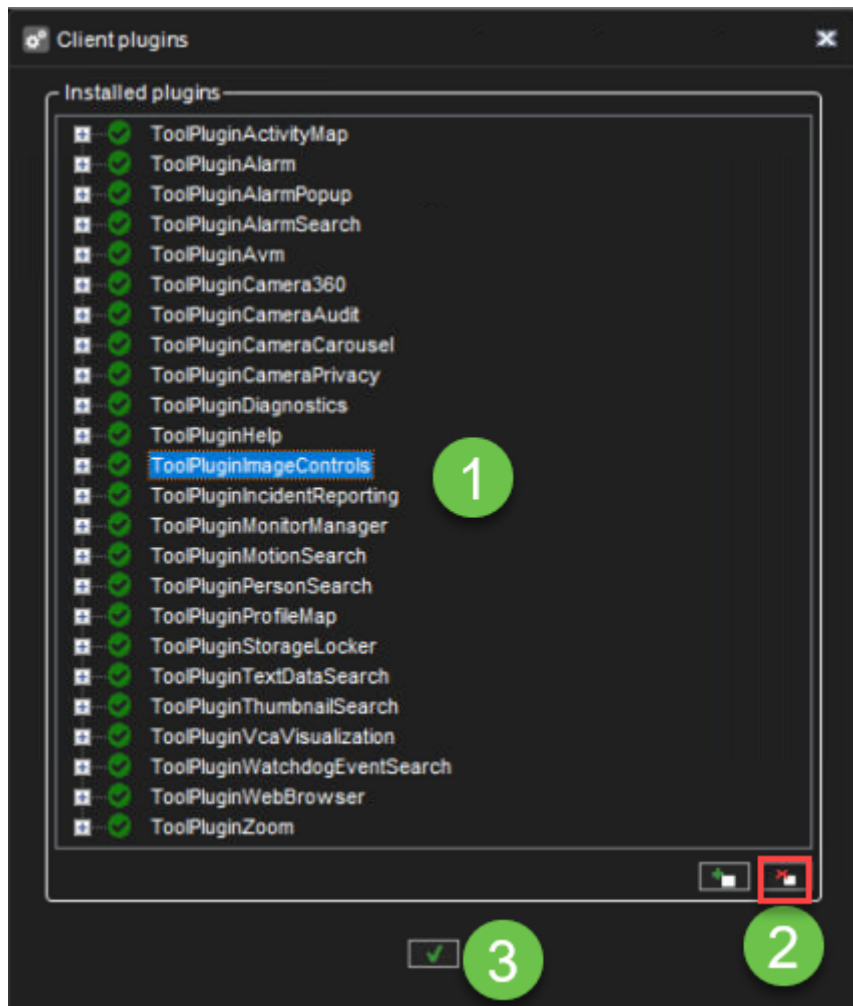 Client plugins
Installed plugins
ToolPluginActivityMap
ToolPluginAlarm
ToolPluginAlarmPopup
ToolPluginAlarmSearch
ToolPluginAvm
ToolPluginCamera360
ToolPluginCameraAudit
ToolPluginCameraCarousel
ToolPluginCameraPrivacy
ToolPluginDiagnostics
ToolPluginHelp
ToolPluginImageControls
1
ToolPluginIncidentReporting
ToolPluginMonitorManager
ToolPluginMotionSearch
ToolPluginPersonSearch
ToolPluginProfileMap
ToolPluginStorageLocker
ToolPluginTextDataSearch
ToolPluginThumbnailSearch
ToolPluginVcaVisualization
ToolPluginWatchdogEventSearch
ToolPluginWebBrowser
ToolPluginZoom
2
3